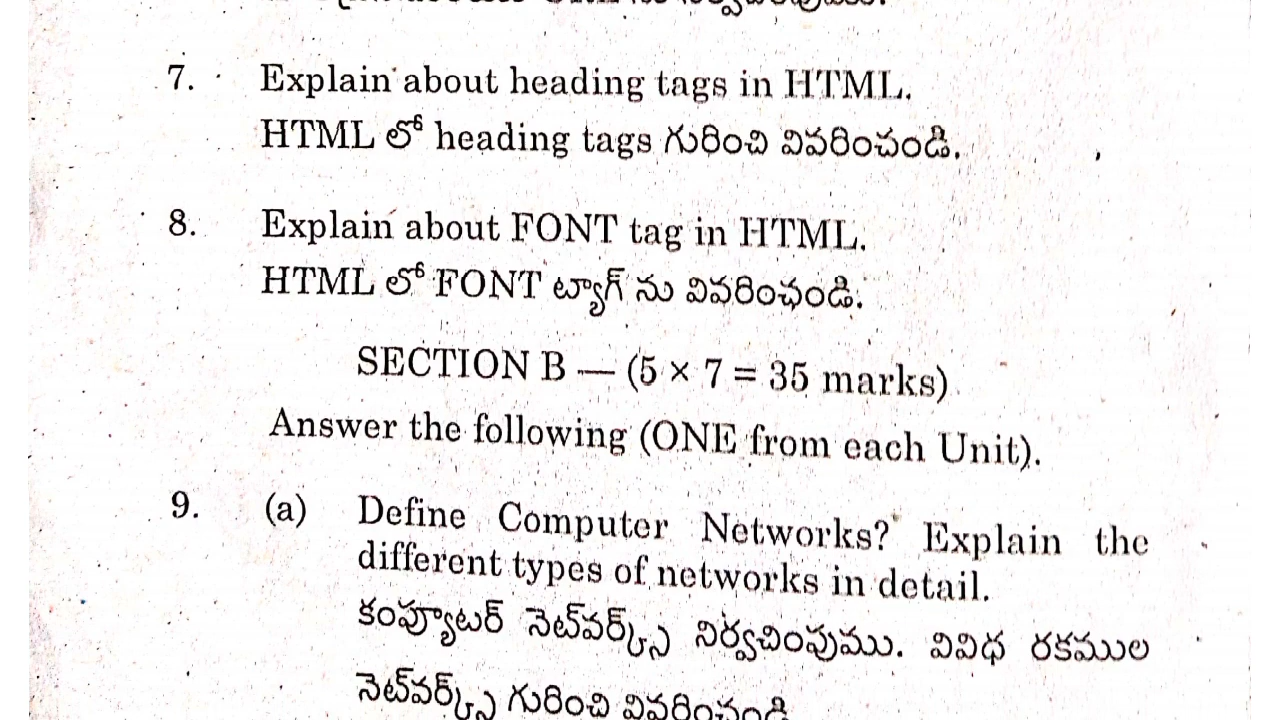 7. Explain about heading tags in HTML.
HTML లో heading tags గురించి వివరించండి.
8. Explain about FONT tag in HTML.
HTML లో FONT ట్యాగ్ ను వివరించండి.
SECTION B — (5 × 7 = 35 marks)
Answer the following (ONE from each Unit).
9. (a) Define Computer Networks? Explain the
different types of networks in detail.
కంప్యూటర్ నెట్‌వర్క్స్ నిర్వచింపుము. వివిధ రకముల
నెట్‌వర్క్స్ గురించి వివరించండి